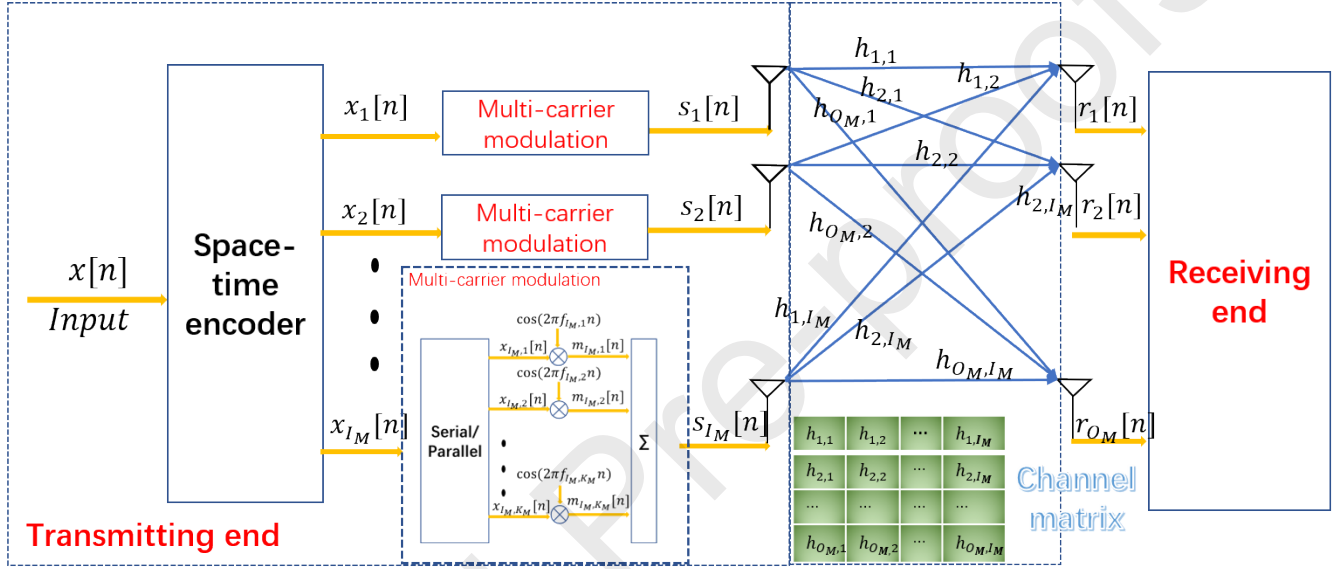 x[n]
Input
Space-
time
encoder
x_1[n]
Multi-carrier
modulation
s_1[n]
x_2[n]
Multi-carrier
modulation
s_2[n]
x_{I_M}[n]
Multi-carrier modulation
Serial/
Parallel
cos(2πf_{I_M,1}n)
x_{I_M,1}[n]
m_{I_M,1}[n]
cos(2πf_{I_M,2}n)
x_{I_M,2}[n]
m_{I_M,2}[n]
cos(2πf_{I_M,K_M}n)
x_{I_M,K_M}[n]
m_{I_M,K_M}[n]
Σ
s_{I_M}[n]
Transmitting end
h_{1,1}
h_{1,2}
h_{2,1}
h_{O_M,1}
h_{2,2}
h_{2,I_M}
h_{O_M,2}
h_{1,I_M}
h_{2,I_M}
h_{O_M,I_M}
h_{1,1} h_{1,2} ... h_{1,I_M}
h_{2,1} h_{2,2} ... h_{2,I_M}
... ... ... ...
h_{O_M,1} h_{O_M,2} ... h_{O_M,I_M}
Channel
matrix
r_1[n]
r_2[n]
r_{O_M}[n]
Receiving
end
Pre-proofs